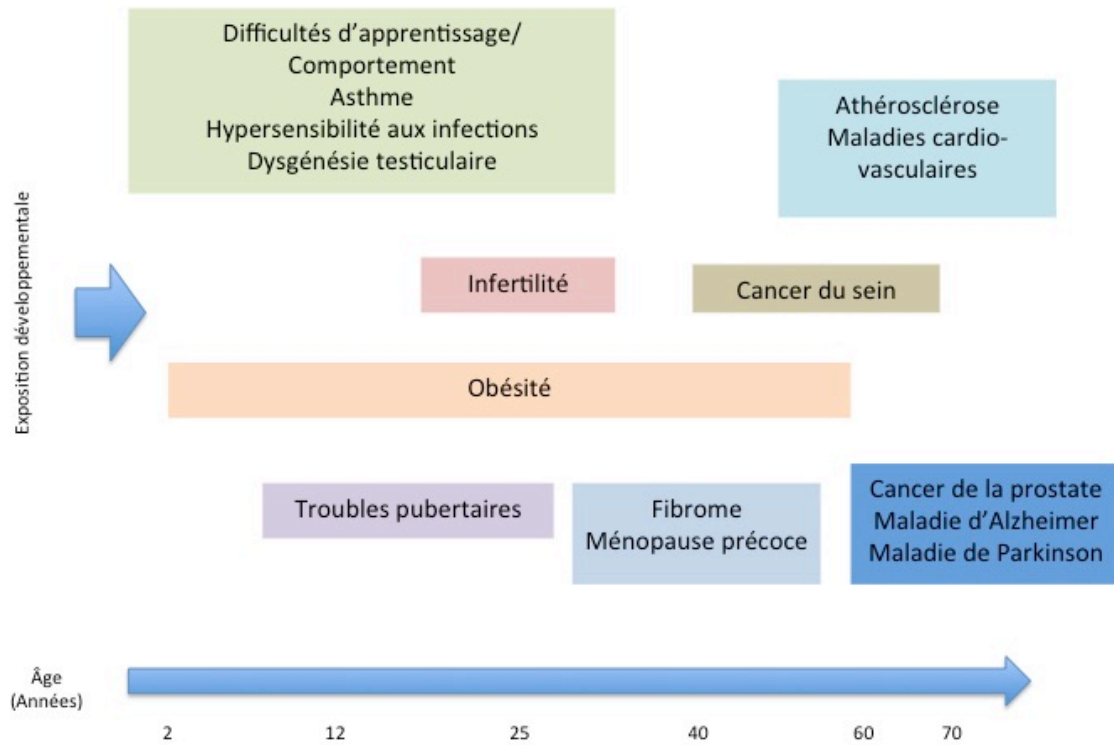 Difficultés d'apprentissage/
Comportement
Asthme
Hypersensibilité aux infections
Dysgénésie testiculaire
Athérosclérose
Maladies cardio-
vasculaires
Exposition développementale
Infertilité
Cancer du sein
Obésité
Troubles pubertaires
Fibrome
Ménopause précoce
Cancer de la prostate
Maladie d'Alzheimer
Maladie de Parkinson
Âge
(Années)
2 12 25 40 60 70